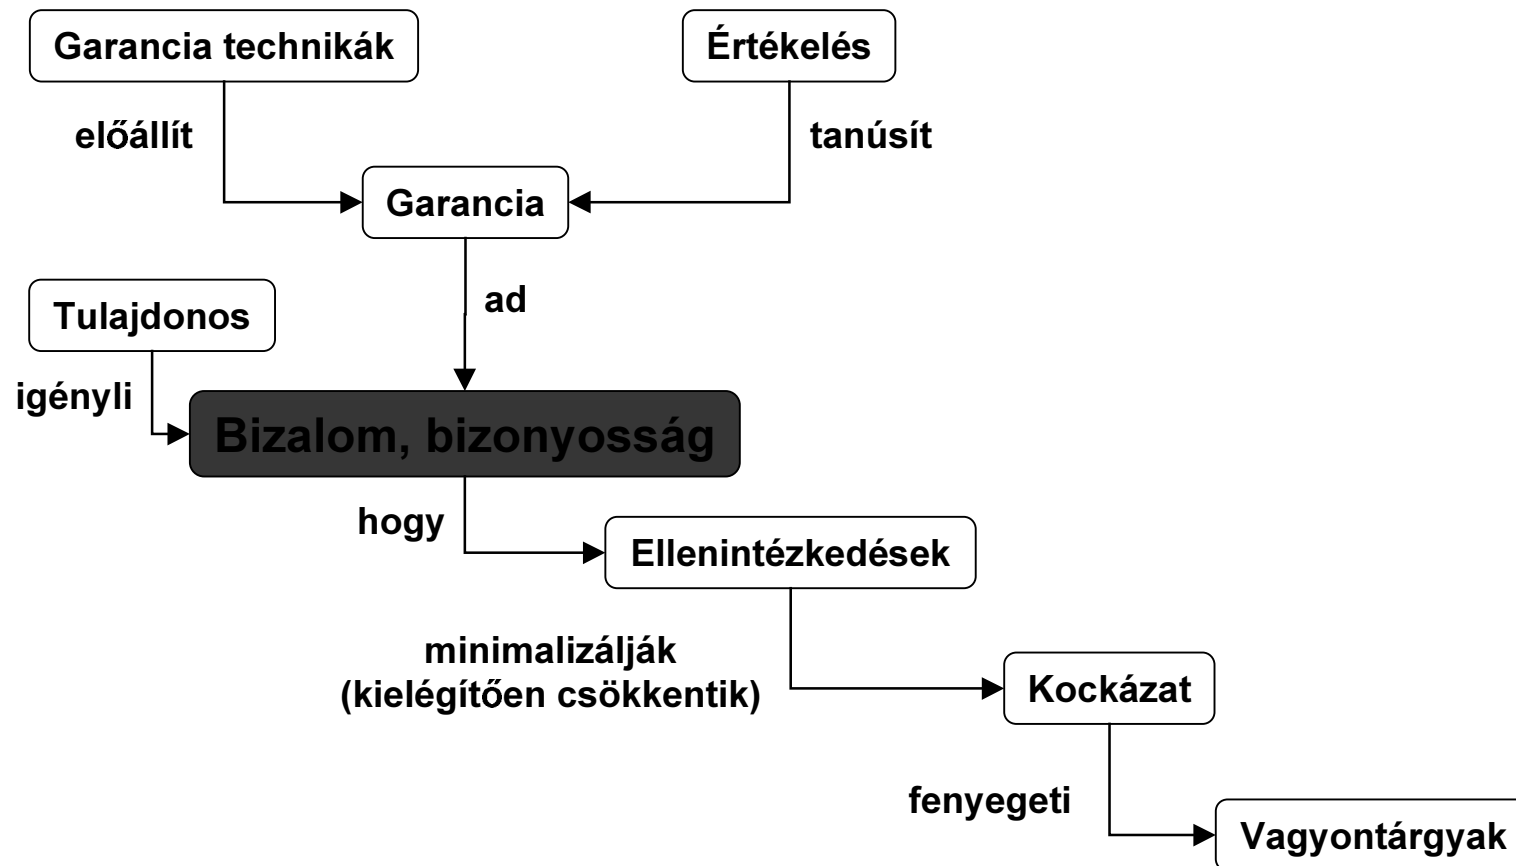 Garancia technikák
Értékelés
előállít
tanúsít
Garancia
ad
Tulajdonos
igényli
Bizalom, bizonyosság
hogy
Ellenintézkedések
minimalizálják
(kielégítően csökkentik)
Kockázat
fenyegeti
Vagyontárgyak